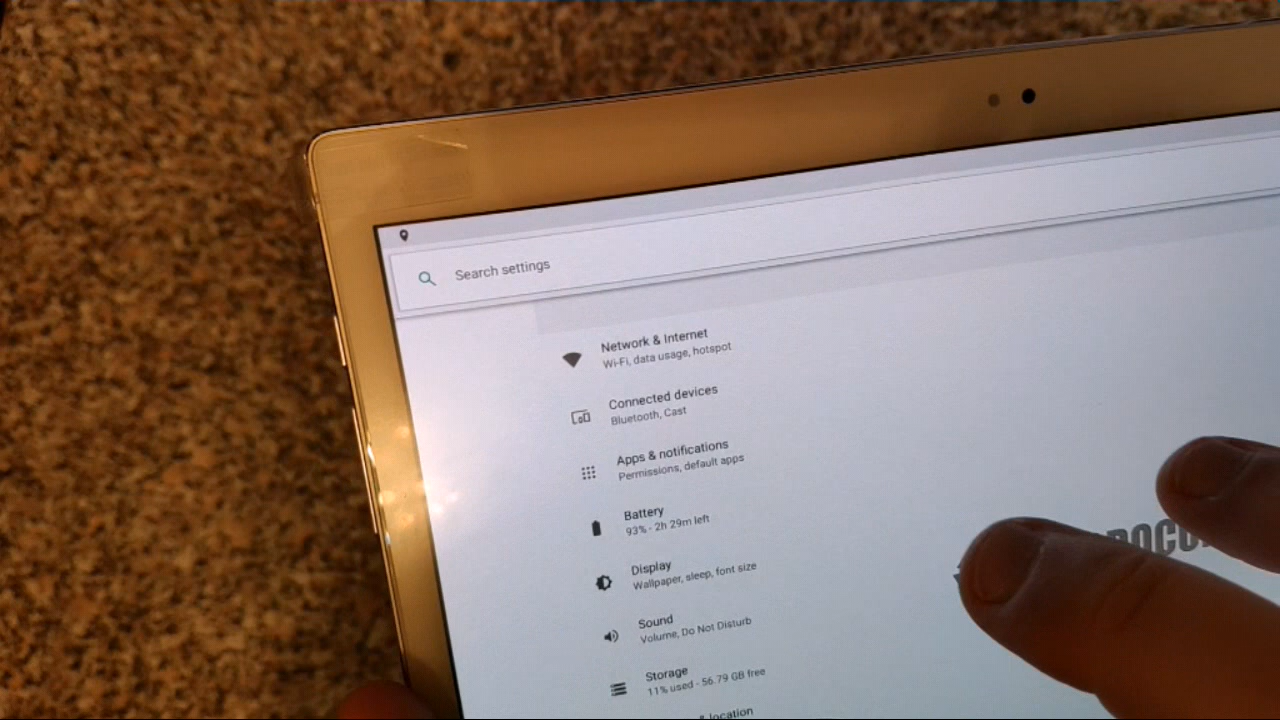 Search settings
Network & Internet
Wi-Fi, data usage, hotspot
Connected devices
Bluetooth, Cast
Apps & notifications
Permissions, default apps
Battery
93% - 2h 29m left
Display
Wallpaper, sleep, font size
Sound
Volume, Do Not Disturb
Storage
11% used - 56.79 GB free
& location